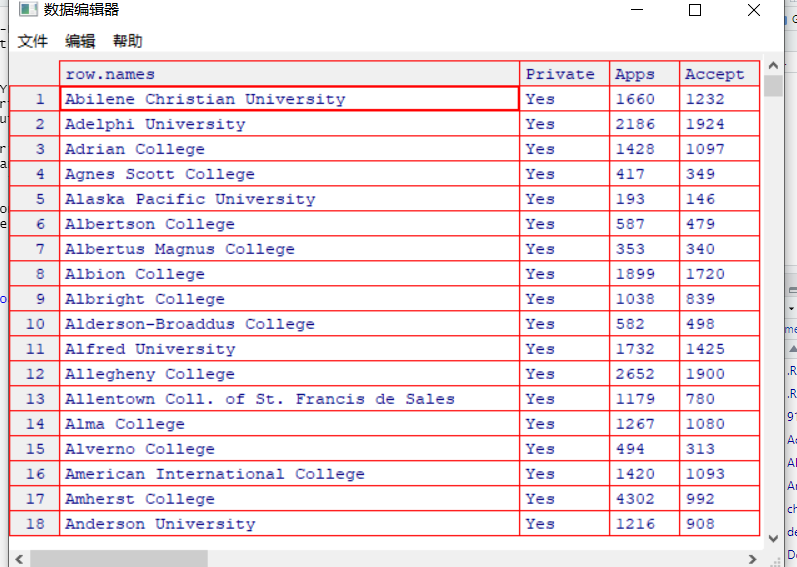 数据编辑器
文件 编辑 帮助
row.names Private Apps Accept
1 Abilene Christian University Yes 1660 1232
2 Adelphi University Yes 2186 1924
3 Adrian College Yes 1428 1097
4 Agnes Scott College Yes 417 349
5 Alaska Pacific University Yes 193 146
6 Albertson College Yes 587 479
7 Albertus Magnus College Yes 353 340
8 Albion College Yes 1899 1720
9 Albright College Yes 1038 839
10 Alderson-Broaddus College Yes 582 498
11 Alfred University Yes 1732 1425
12 Allegheny College Yes 2652 1900
13 Allentown Coll. of St. Francis de Sales Yes 1179 780
14 Alma College Yes 1267 1080
15 Alverno College Yes 494 313
16 American International College Yes 1420 1093
17 Amherst College Yes 4302 992
18 Anderson University Yes 1216 908